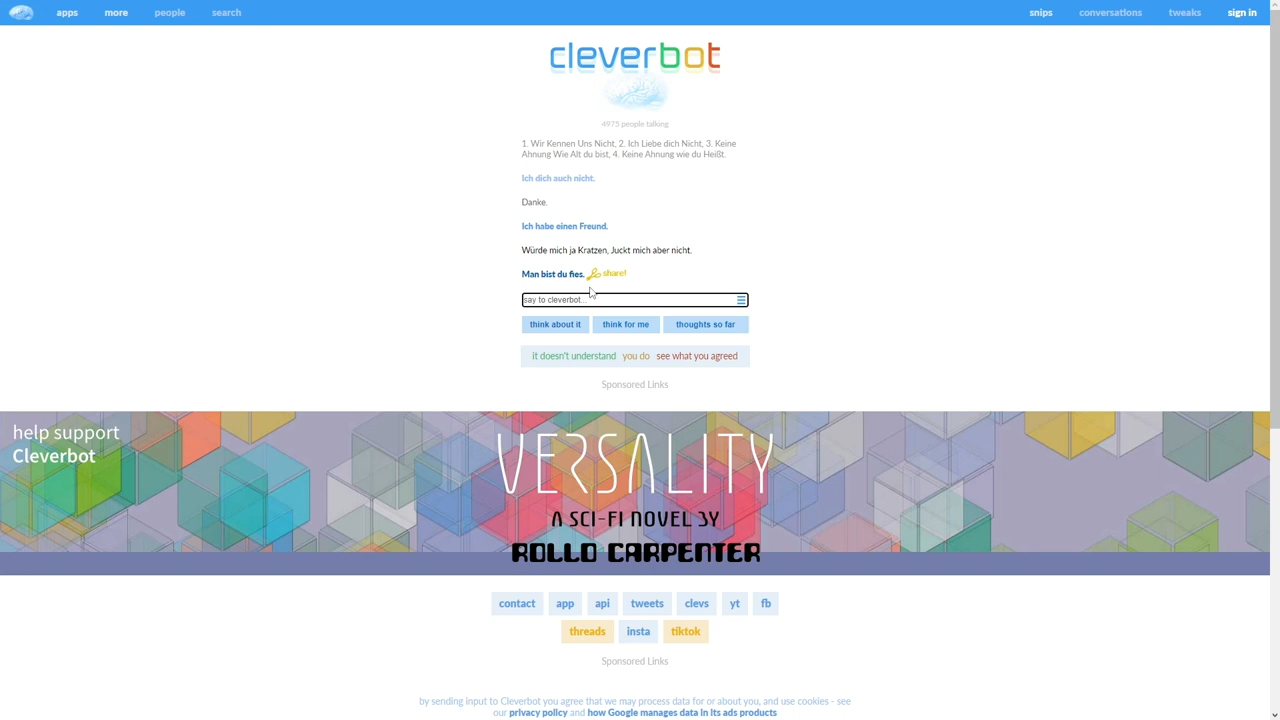 apps more people search snips conversations tweaks sign in
cleverbot
4975 people talking
1. Wir Kennen Uns Nicht, 2. Ich Liebe dich Nicht, 3. Keine
Ahnung Wie Alt du bist, 4. Keine Ahnung wie du Heißt.
Ich dich auch nicht.
Danke.
Ich habe einen Freund.
Würde mich ja Kratzen, Juckt mich aber nicht.
Man bist du fies. share!
say to cleverbot...
think about it think for me thoughts so far
it doesn't understand you do see what you agreed
Sponsored Links
help support
Cleverbot
VERSALITY
A SCI-FI NOVEL BY
ROLLO CARPENTER
contact app api tweets clevs yt fb
threads insta tiktok
Sponsored Links
by sending input to Cleverbot you agree that we may process data for or about you, and use cookies - see
our privacy policy and how Google manages data in its ads products